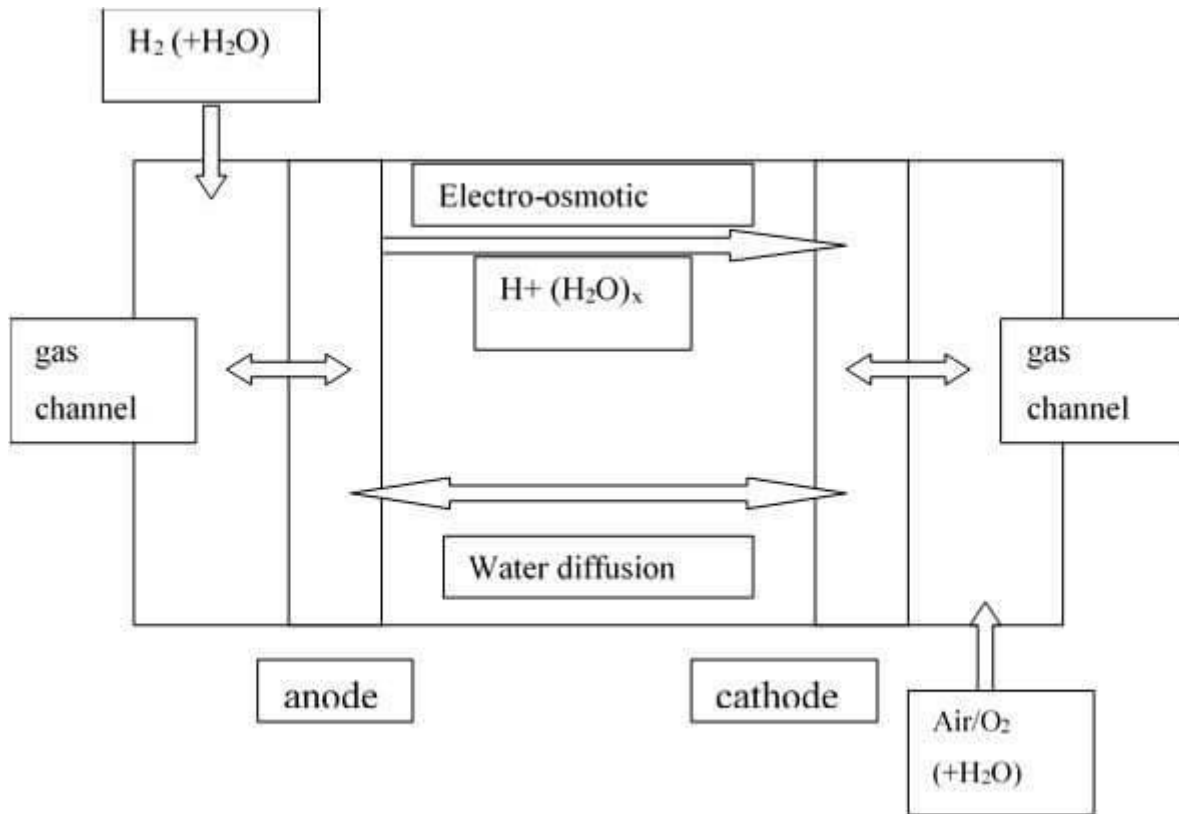 H₂ (+H₂O)
Electro-osmotic
H+ (H₂O)ₓ
gas
channel
gas
channel
Water diffusion
anode
cathode
Air/O₂
(+H₂O)